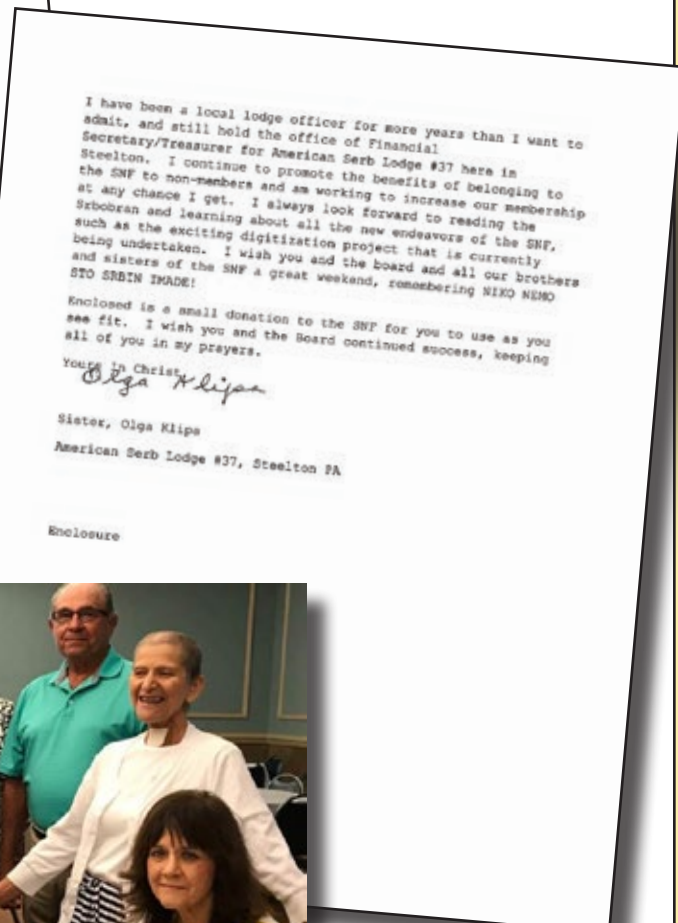 I have been a local lodge officer for more years than I want to
admit, and still hold the office of Financial
Secretary/Treasurer for American Serb Lodge #37 here in
Steelton.  I continue to promote the benefits of belonging to
the SNF to non-members and am working to increase our membership
at any chance I get.  I always look forward to reading the
Srbobran and learning about all the new endeavors of the SNF,
such as the exciting digitization project that is currently
being undertaken.  I wish you and the board and all our brothers
and sisters of the SNF a great weekend, remembering NIKO NEMO
STO SRBIN IMADE!
Enclosed is a small donation to the SNF for you to use as you
see fit.  I wish you and the Board continued success, keeping
all of you in my prayers.
Yours in Christ,
Olga Klipa
Sister, Olga Klipa
American Serb Lodge #37, Steelton PA
Enclosure